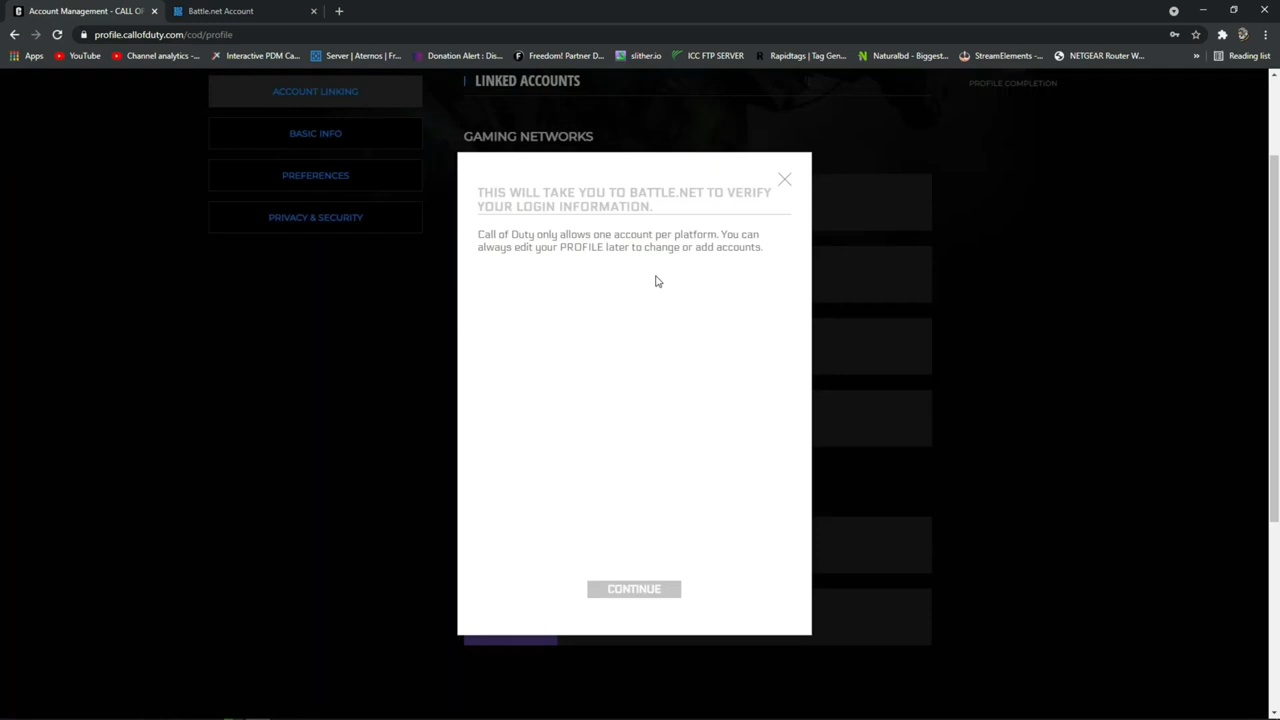 Account Management - CALL OF
Battle.net Account
profile.callofduty.com/cod/profile
Apps
YouTube
Channel analytics -...
Interactive PDM Ca...
Server | Aternos | Fr...
Donation Alert : Dis...
Freedom! Partner D...
slither.io
ICC FTP SERVER
Rapidtags | Tag Gen...
Naturalbd - Biggest...
StreamElements -...
NETGEAR Router W...
»
Reading list
ACCOUNT LINKING
LINKED ACCOUNTS
PROFILE COMPLETION
BASIC INFO
GAMING NETWORKS
PREFERENCES
PRIVACY & SECURITY
THIS WILL TAKE YOU TO BATTLE.NET TO VERIFY
YOUR LOGIN INFORMATION.
Call of Duty only allows one account per platform. You can
always edit your PROFILE later to change or add accounts.
CONTINUE